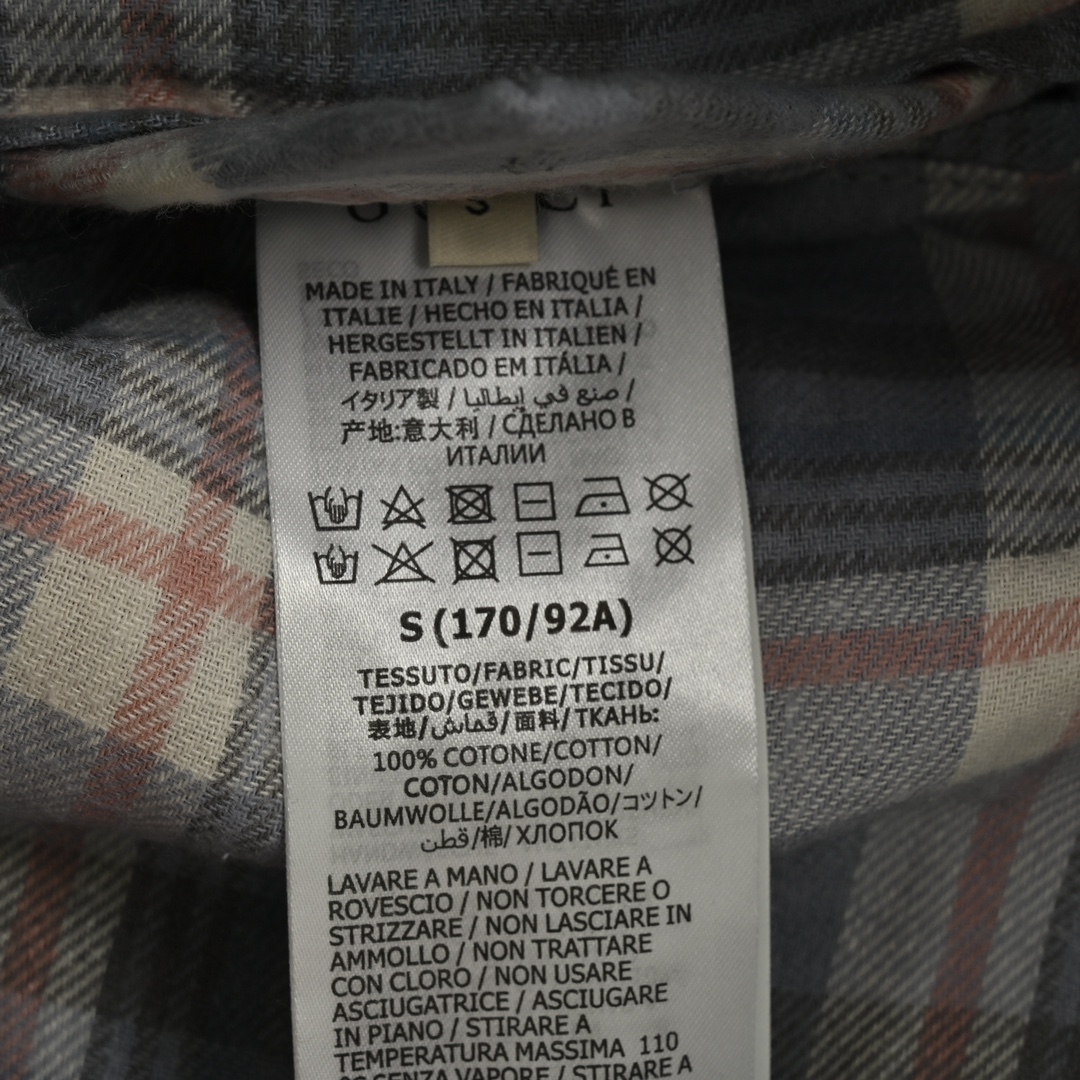 S
MADE IN ITALY / FABRIQUÉ EN
ITALIE / HECHO EN ITALIA /
HERGESTELLT IN ITALIEN /
FABRICADO EM ITÁLIA /
イタリア製 / صنع في إيطاليا /
产地:意大利 / СДЕЛАНО В
ИТАЛИИ
S (170/92A)
TESSUTO/FABRIC/TISSU/
TEJIDO/GEWEBE/TECIDO/
表地/قماش/面料/ТКАНЬ:
100% COTONE/COTTON/
COTON/ALGODON/
BAUMWOLLE/ALGODÃO/コットン/
قطن/棉/ ХЛОПОК
LAVARE A MANO / LAVARE A
ROVESCIO / NON TORCERE O
STRIZZARE / NON LASCIARE IN
AMMOLLO / NON TRATTARE
CON CLORO / NON USARE
ASCIUGATRICE / ASCIUGARE
IN PIANO / STIRARE A
TEMPERATURA MASSIMA 110
°C SENZA VAPORE / STIRARE A